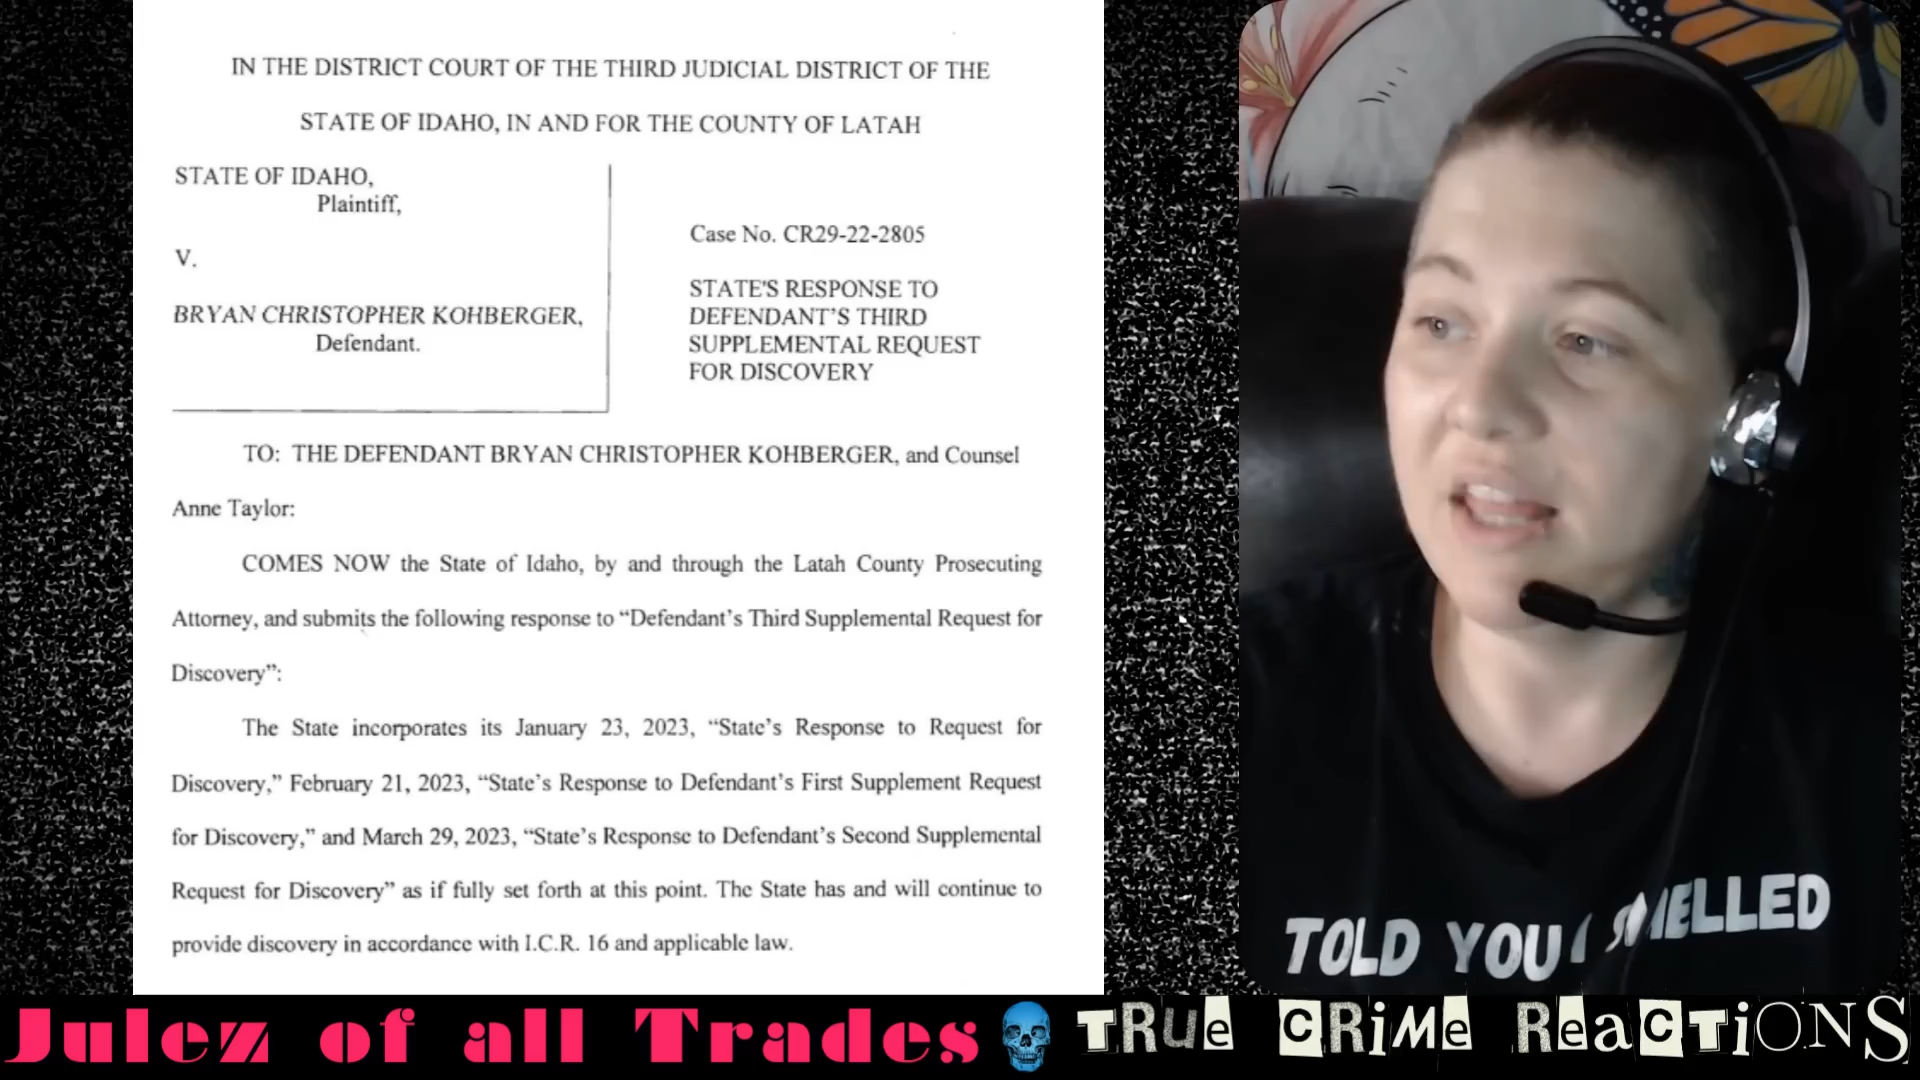 IN THE DISTRICT COURT OF THE THIRD JUDICIAL DISTRICT OF THE
STATE OF IDAHO, IN AND FOR THE COUNTY OF LATAH
STATE OF IDAHO,
Plaintiff,
V.
BRYAN CHRISTOPHER KOHBERGER,
Defendant.
Case No. CR29-22-2805
STATE'S RESPONSE TO
DEFENDANT'S THIRD
SUPPLEMENTAL REQUEST
FOR DISCOVERY
TO: THE DEFENDANT BRYAN CHRISTOPHER KOHBERGER, and Counsel
Anne Taylor:
COMES NOW the State of Idaho, by and through the Latah County Prosecuting
Attorney, and submits the following response to “Defendant’s Third Supplemental Request for
Discovery”:
The State incorporates its January 23, 2023, “State’s Response to Request for
Discovery,” February 21, 2023, “State’s Response to Defendant’s First Supplement Request
for Discovery,” and March 29, 2023, “State’s Response to Defendant’s Second Supplemental
Request for Discovery” as if fully set forth at this point. The State has and will continue to
provide discovery in accordance with I.C.R. 16 and applicable law.
TOLD YOU I SMELLED
Julez of all Trades TRUe CRiMe ReaCTiONS